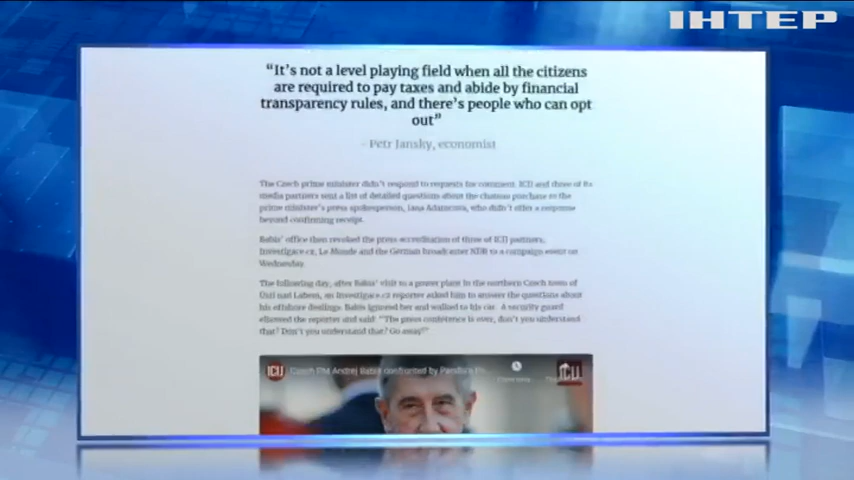 ІНТЕР
“It’s not a level playing field when all the citizens
are required to pay taxes and abide by financial
transparency rules, and there’s people who can opt
out”
– Petr Jansky, economist
The Czech prime minister didn’t respond to requests for comment. ICIJ and three of its
media partners sent a list of detailed questions about the chateau purchase to the
prime minister’s press spokesperson, Jana Adamcova, who didn’t offer a response
beyond confirming receipt.
Babis’ office then revoked the press accreditation of three of ICIJ partners,
Investigace.cz, Le Monde and the German broadcaster NDR to a campaign event on
Wednesday.
The following day, after Babis’ visit to a power plant in the northern Czech town of
Usti nad Labem, an Investigace.cz reporter asked him to answer the questions about
his offshore dealings. Babis ignored her and walked to his car. A security guard
elbowed the reporter and said: “The press conference is over, don’t you understand
that? Don’t you understand that? Go away!”
ICIJ Czech PM Andrej Babis confronted by Pandora
ICIJ